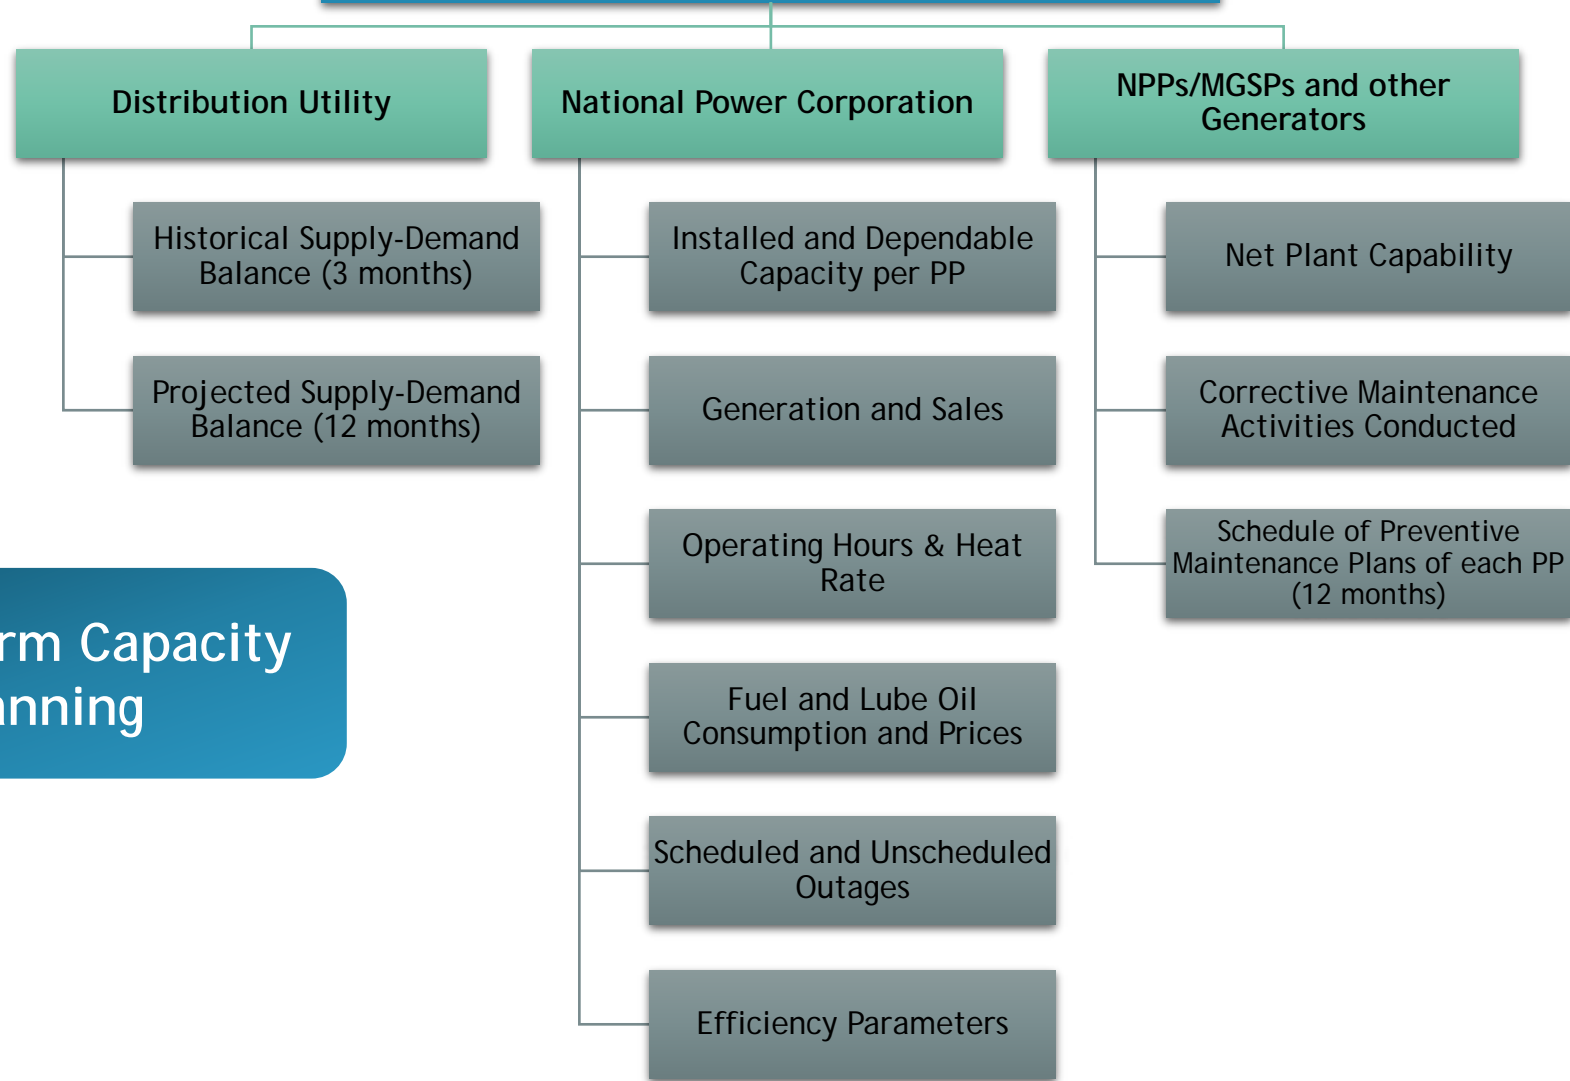 Distribution Utility
Historical Supply-Demand
Balance (3 months)
Projected Supply-Demand
Balance (12 months)
National Power Corporation
Installed and Dependable
Capacity per PP
Generation and Sales
Operating Hours & Heat
Rate
Fuel and Lube Oil
Consumption and Prices
Scheduled and Unscheduled
Outages
Efficiency Parameters
NPPs/MGSPs and other
Generators
Net Plant Capability
Corrective Maintenance
Activities Conducted
Schedule of Preventive
Maintenance Plans of each PP
(12 months)
rm Capacity
anning